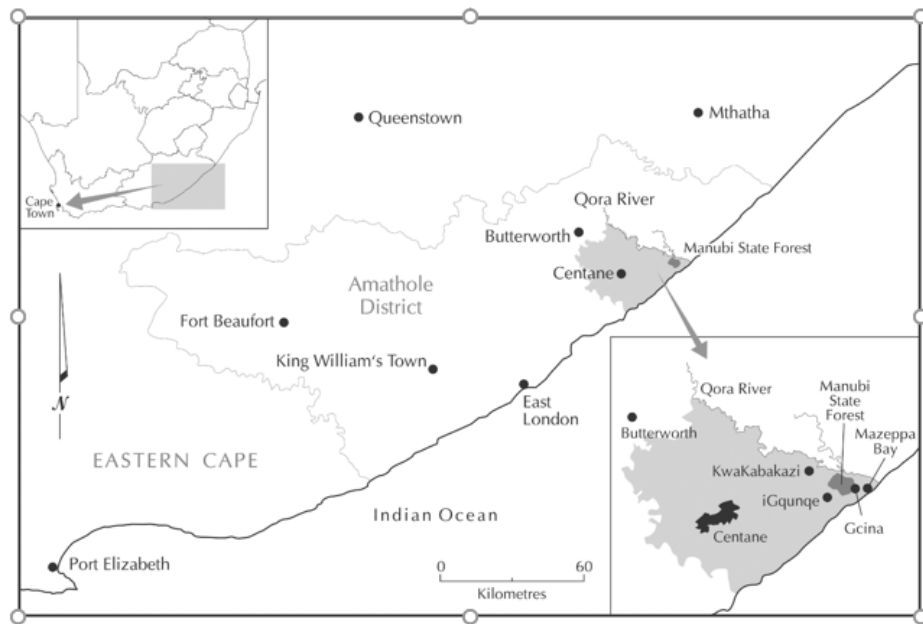 Queenstown
Mthatha
Cape
Town
Qora River
Butterworth
Manubi State Forest
Centane
Amathole
District
Fort Beaufort
King William's Town
East
London
N
EASTERN CAPE
Indian Ocean
Port Elizabeth
0 60
Kilometres
Qora River
Manubi
State
Forest
Mazeppa
Bay
Butterworth
KwaKabakazi
iGqunqe
Gcina
Centane